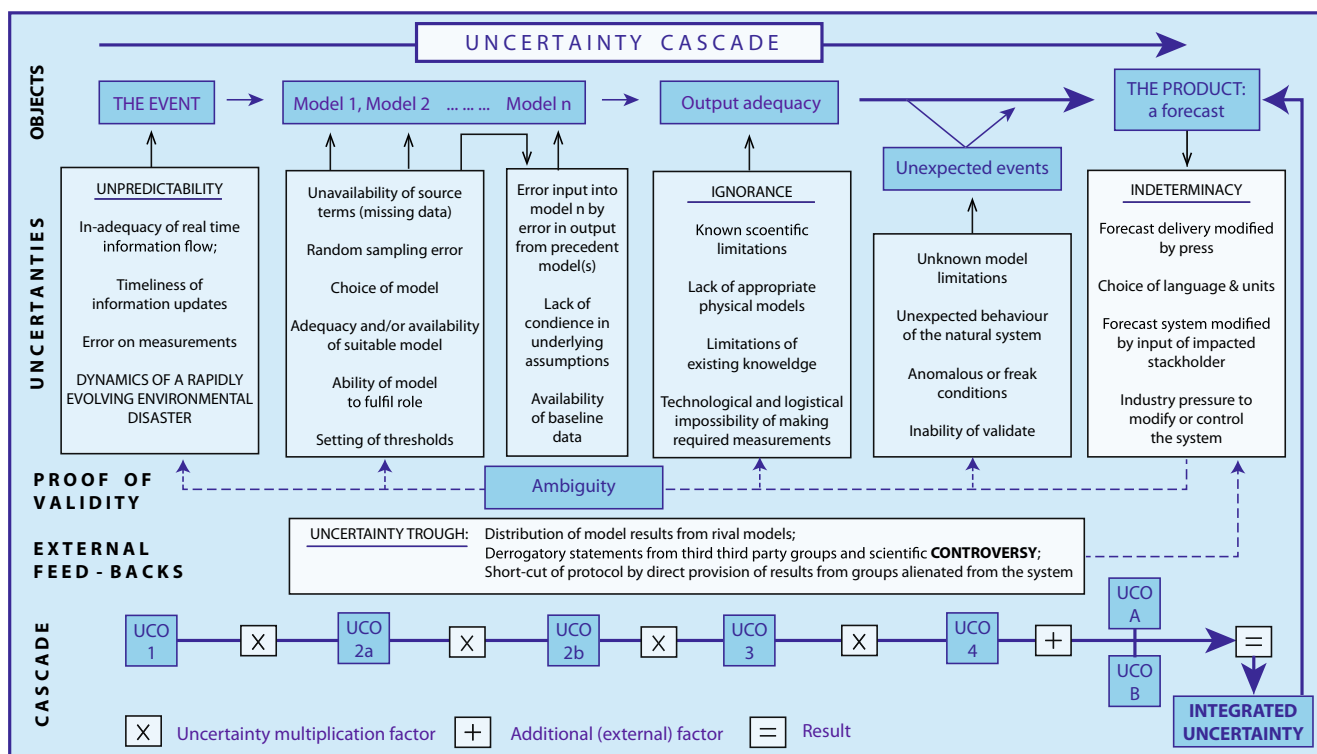 UNCERTAINTY CASCADE
OBJECTS
THE EVENT
Model 1, Model 2 ... ... ... Model n
Output adequacy
THE PRODUCT:
a forecast
Unexpected events
UNCERTANTIES
UNPREDICTABILITY
In-adequacy of real time
information flow;
Timeliness of
information updates
Error on measurements
DYNAMICS OF A RAPIDLY
EVOLVING ENVIRONMENTAL
DISASTER
Unavailability of source
terms (missing data)
Random sampling error
Choice of model
Adequacy and/or availability
of suitable model
Ability of model
to fulfil role
Setting of thresholds
Error input into
model n by
error in output
from precedent
model(s)
Lack of
condience in
underlying
assumptions
Availability
of baseline
data
IGNORANCE
Known scoentific
limitations
Lack of appropriate
physical models
Limitations of
existing knoweldge
Technological and logistical
impossibility of making
required measurements
Unknown model
limitations
Unexpected behaviour
of the natural system
Anomalous or freak
conditions
Inability of validate
INDETERMINACY
Forecast delivery modified
by press
Choice of language & units
Forecast system modified
by input of impacted
stackholder
Industry pressure to
modify or control
the system
PROOF OF
VALIDITY
Ambiguity
EXTERNAL
FEED-BACKS
UNCERTAINTY TROUGH: Distribution of model results from rival models;
Derrogatory statements from third third party groups and scientific CONTROVERSY;
Short-cut of protocol by direct provision of results from groups alienated from the system
CASCADE
UCO
1
X
UCO
2a
X
UCO
2b
X
UCO
3
X
UCO
4
+
UCO
A
UCO
B
=
INTEGRATED
UNCERTAINTY
X Uncertainty multiplication factor + Additional (external) factor = Result